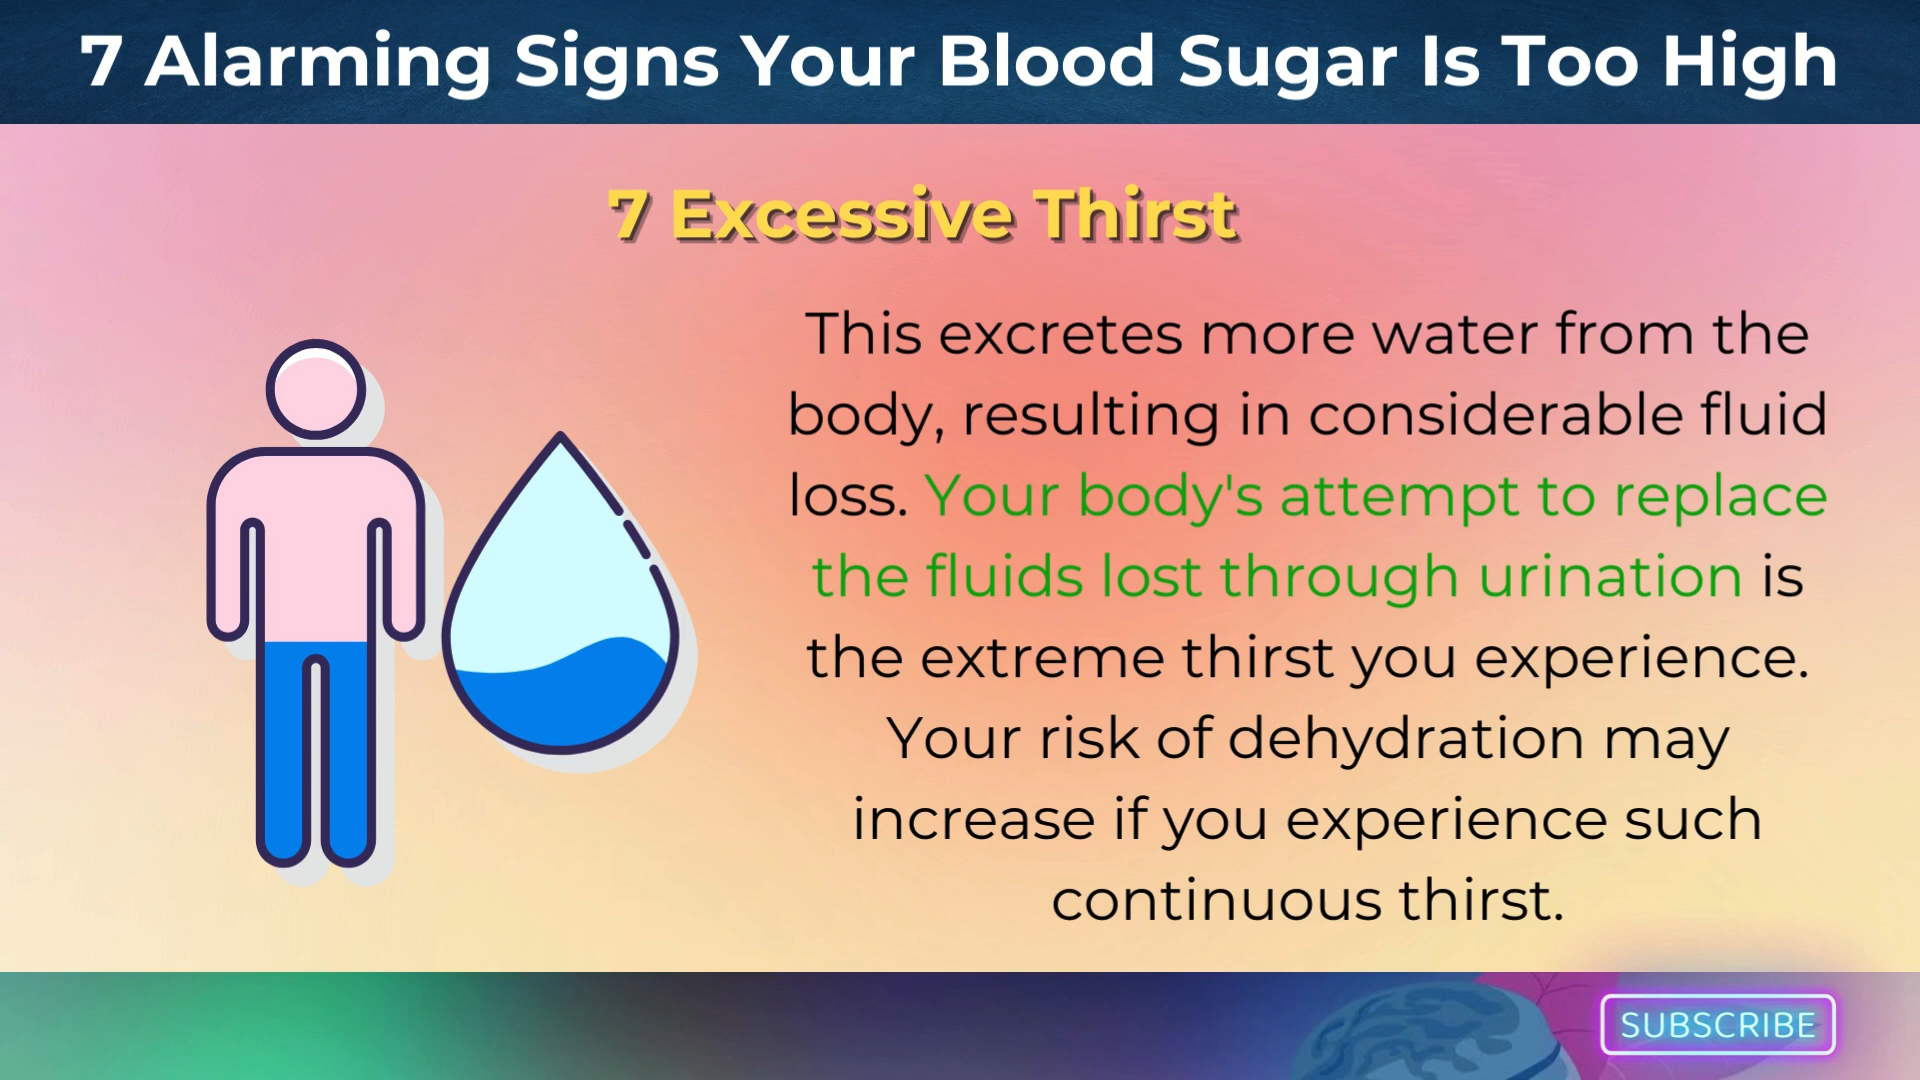 7 Alarming Signs Your Blood Sugar Is Too High
7 Excessive Thirst
This excretes more water from the
body, resulting in considerable fluid
loss. Your body's attempt to replace
the fluids lost through urination is
the extreme thirst you experience.
Your risk of dehydration may
increase if you experience such
continuous thirst.
SUBSCRIBE